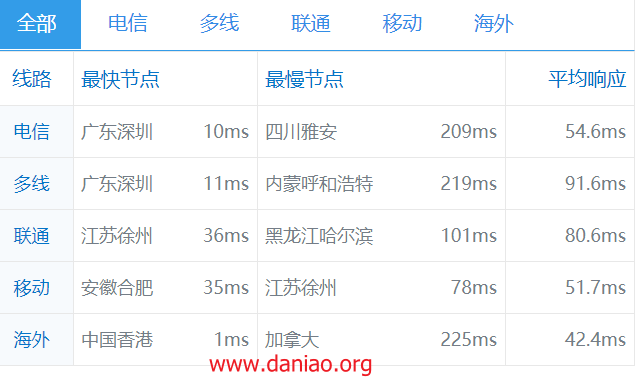 全部 电信 多线 联通 移动 海外
线路 最快节点 最慢节点 平均响应
电信 广东深圳 10ms 四川雅安 209ms 54.6ms
多线 广东深圳 11ms 内蒙呼和浩特 219ms 91.6ms
联通 江苏徐州 36ms 黑龙江哈尔滨 101ms 80.6ms
移动 安徽合肥 35ms 江苏徐州 78ms 51.7ms
海外 中国香港 1ms 加拿大 225ms 42.4ms
www.daniao.org